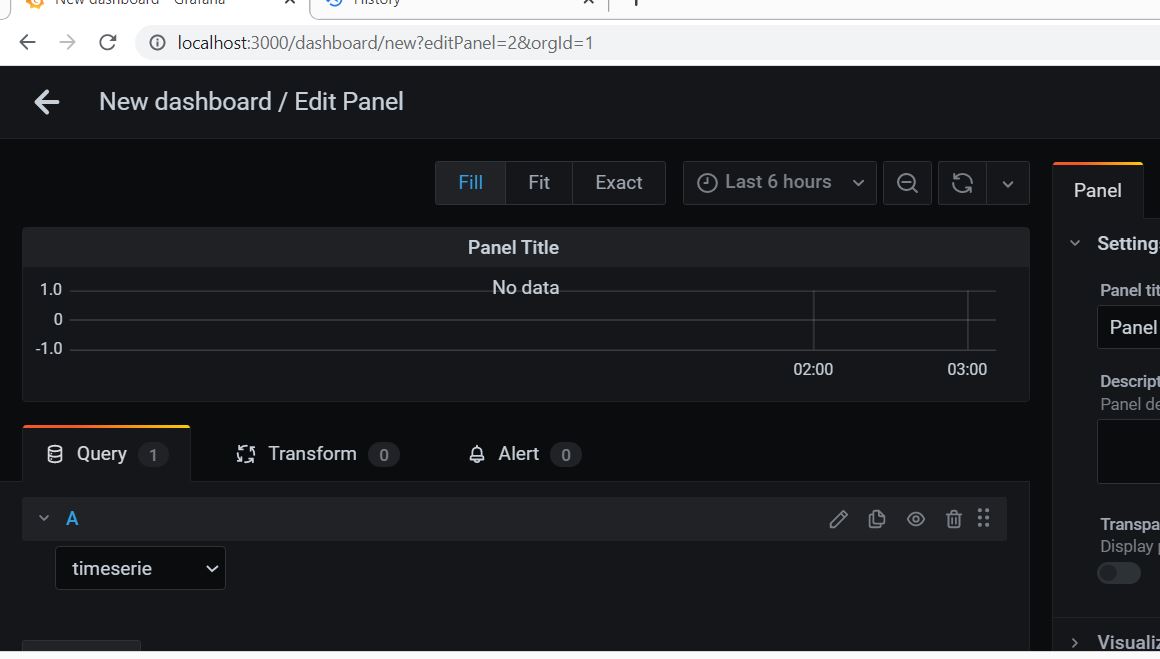 New dashboard - Grafana
History
localhost:3000/dashboard/new?editPanel=2&orgId=1
New dashboard / Edit Panel
Fill Fit Exact Last 6 hours
Panel
Panel Title
Setting
No data
1.0
0
-1.0
02:00 03:00
Panel tit
Panel
Descript
Panel de
Query 1 Transform 0 Alert 0
A
Transpa
Display p
timeserie
Visualiz